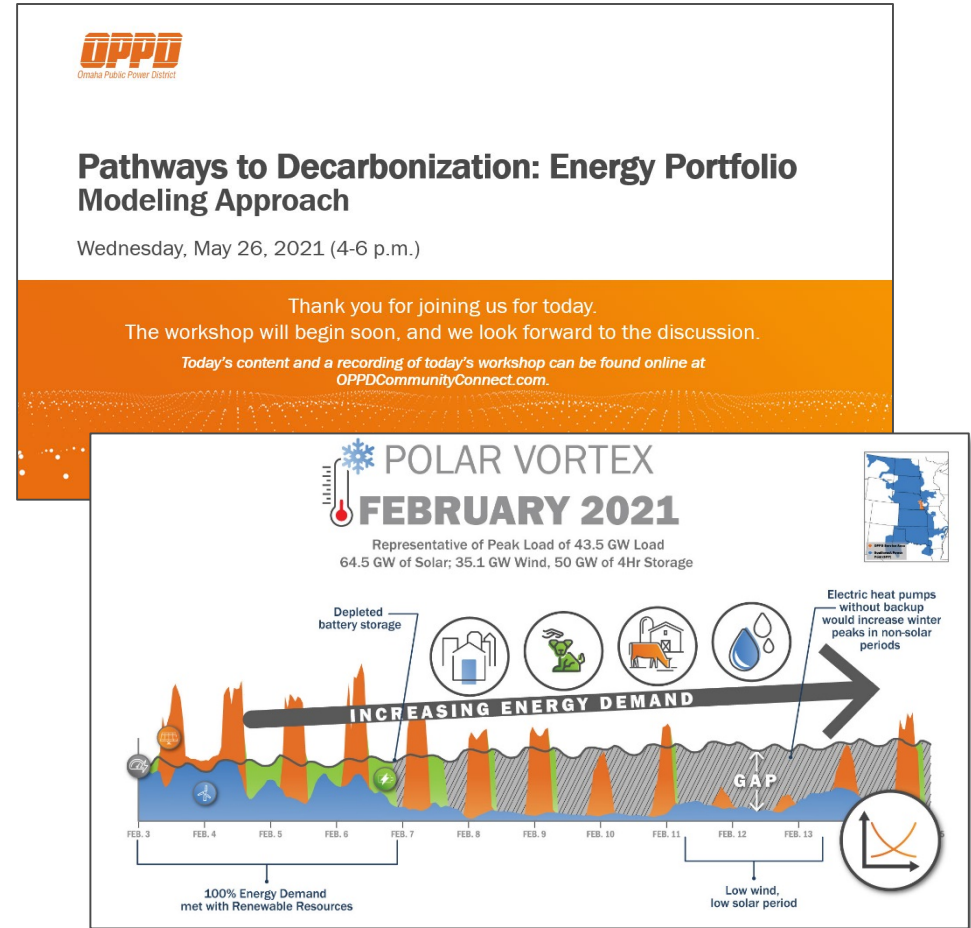 OPPD
Omaha Public Power District
Pathways to Decarbonization: Energy Portfolio
Modeling Approach
Wednesday, May 26, 2021 (4-6 p.m.)
Thank you for joining us for today.
The workshop will begin soon, and we look forward to the discussion.
Today's content and a recording of today's workshop can be found online at
OPPDCommunityConnect.com.
POLAR VORTEX
FEBRUARY 2021
Representative of Peak Load of 43.5 GW Load
64.5 GW of Solar; 35.1 GW Wind, 50 GW of 4Hr Storage
Depleted
battery storage
Electric heat pumps
without backup
would increase winter
peaks in non-solar
periods
INCREASING ENERGY DEMAND
GAP
FEB. 3
FEB. 4
FEB. 5
FEB. 6
FEB. 7
FEB. 8
FEB. 9
FEB. 10
FEB. 11
FEB. 12
FEB. 13
100% Energy Demand
met with Renewable Resources
Low wind,
low solar period